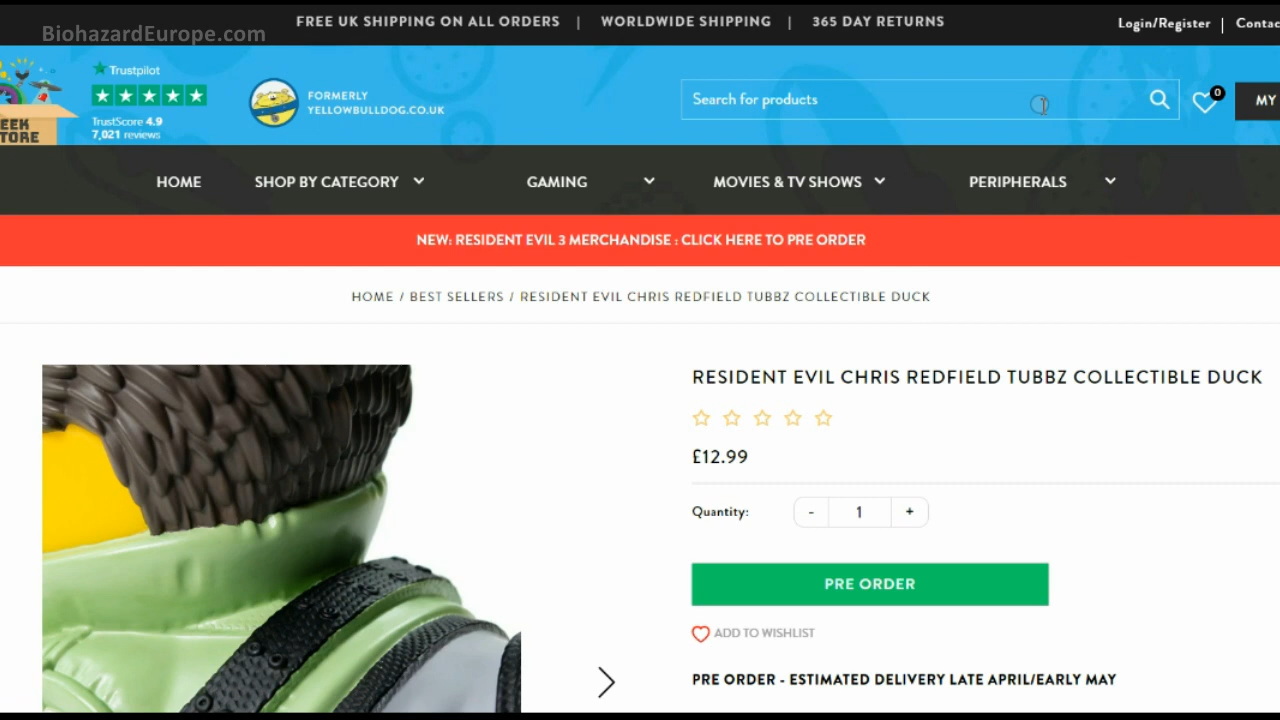 FREE UK SHIPPING ON ALL ORDERS | WORLDWIDE SHIPPING | 365 DAY RETURNS
Login/Register |
BiohazardEurope.com
Trustpilot
TrustScore 4.9
7,021 reviews
FORMERLY
YELLOWBULLDOG.CO.UK
Search for products
0
MY
HOME SHOP BY CATEGORY GAMING MOVIES & TV SHOWS PERIPHERALS
NEW: RESIDENT EVIL 3 MERCHANDISE : CLICK HERE TO PRE ORDER
HOME / BEST SELLERS / RESIDENT EVIL CHRIS REDFIELD TUBBZ COLLECTIBLE DUCK
RESIDENT EVIL CHRIS REDFIELD TUBBZ COLLECTIBLE DUCK
£12.99
Quantity: - 1 +
PRE ORDER
ADD TO WISHLIST
PRE ORDER - ESTIMATED DELIVERY LATE APRIL/EARLY MAY